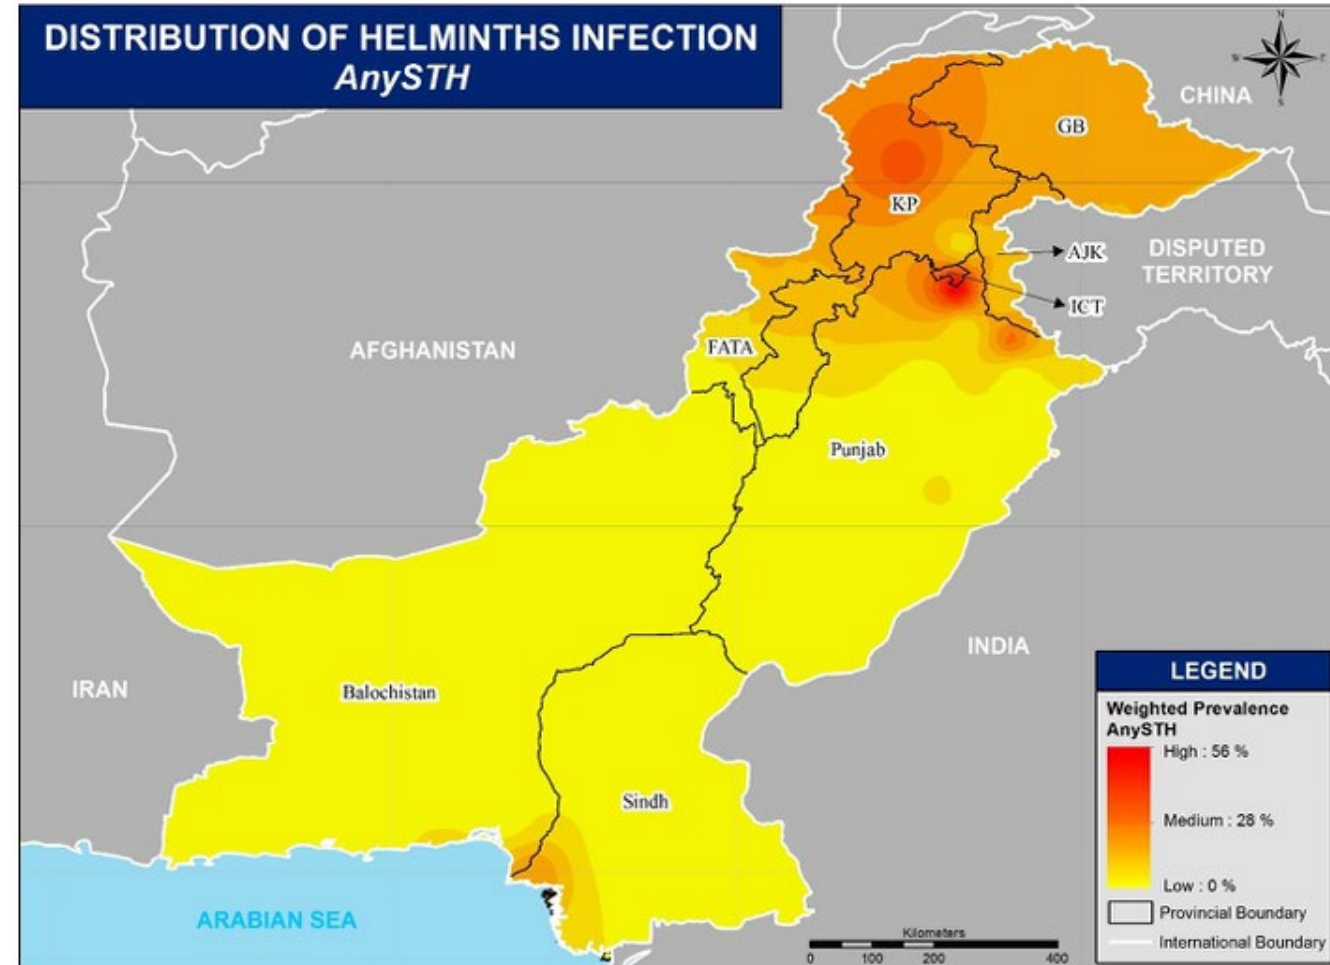 DISTRIBUTION OF HELMINTHS INFECTION
AnySTH
N
W
E
S
CHINA
GB
KP
AJK
DISPUTED
TERRITORY
ICT
AFGHANISTAN
FATA
Punjab
INDIA
IRAN
Balochistan
Sindh
ARABIAN SEA
LEGEND
Weighted Prevalence
AnySTH
High : 56 %
Medium : 28 %
Low : 0 %
Provincial Boundary
International Boundary
Kilometers
0 100 200 400